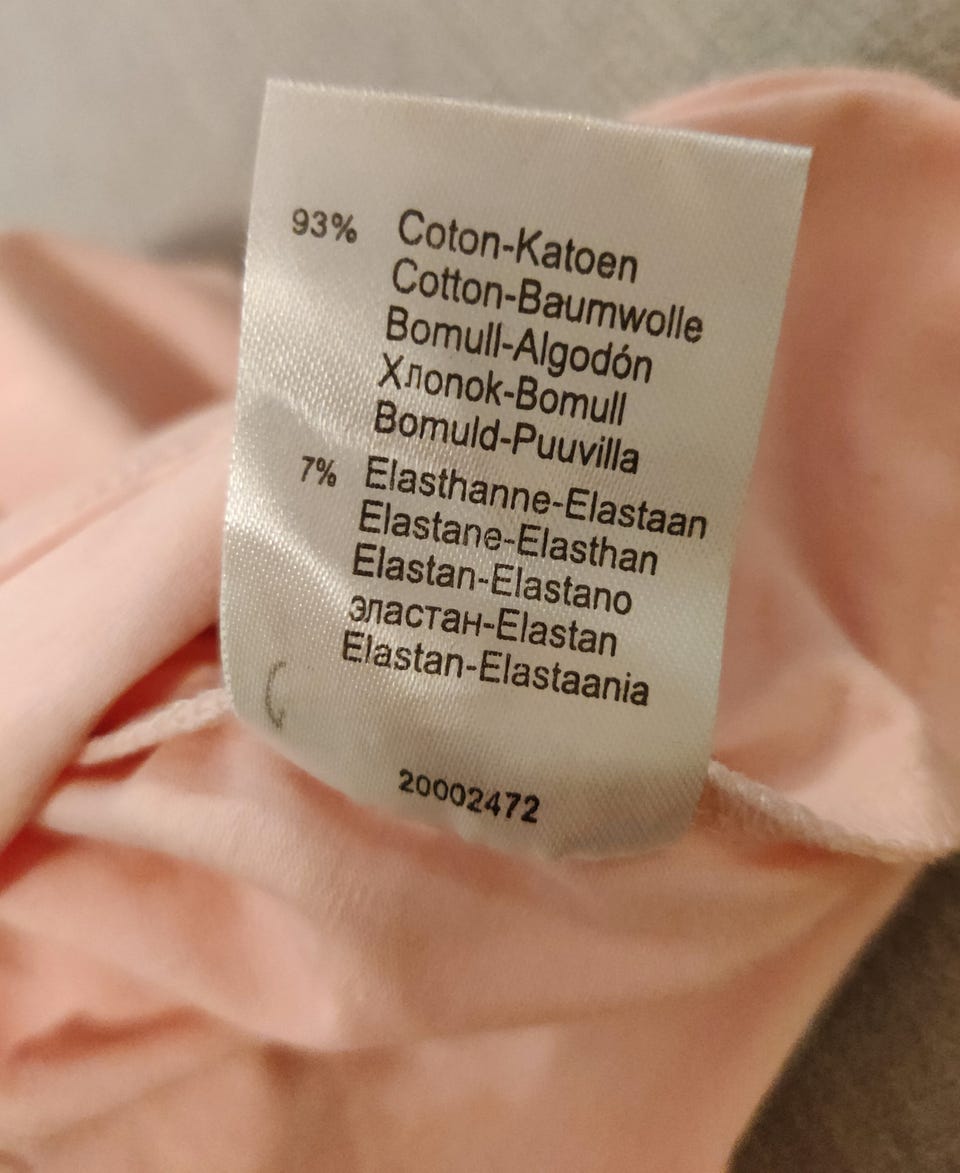 93% Coton-Katoen
Cotton-Baumwolle
Bomull-Algodón
Хлопок-Bomull
Bomuld-Puuvilla
7% Elasthanne-Elastaan
Elastane-Elasthan
Elastan-Elastano
эластан-Elastan
Elastan-Elastaania
20002472